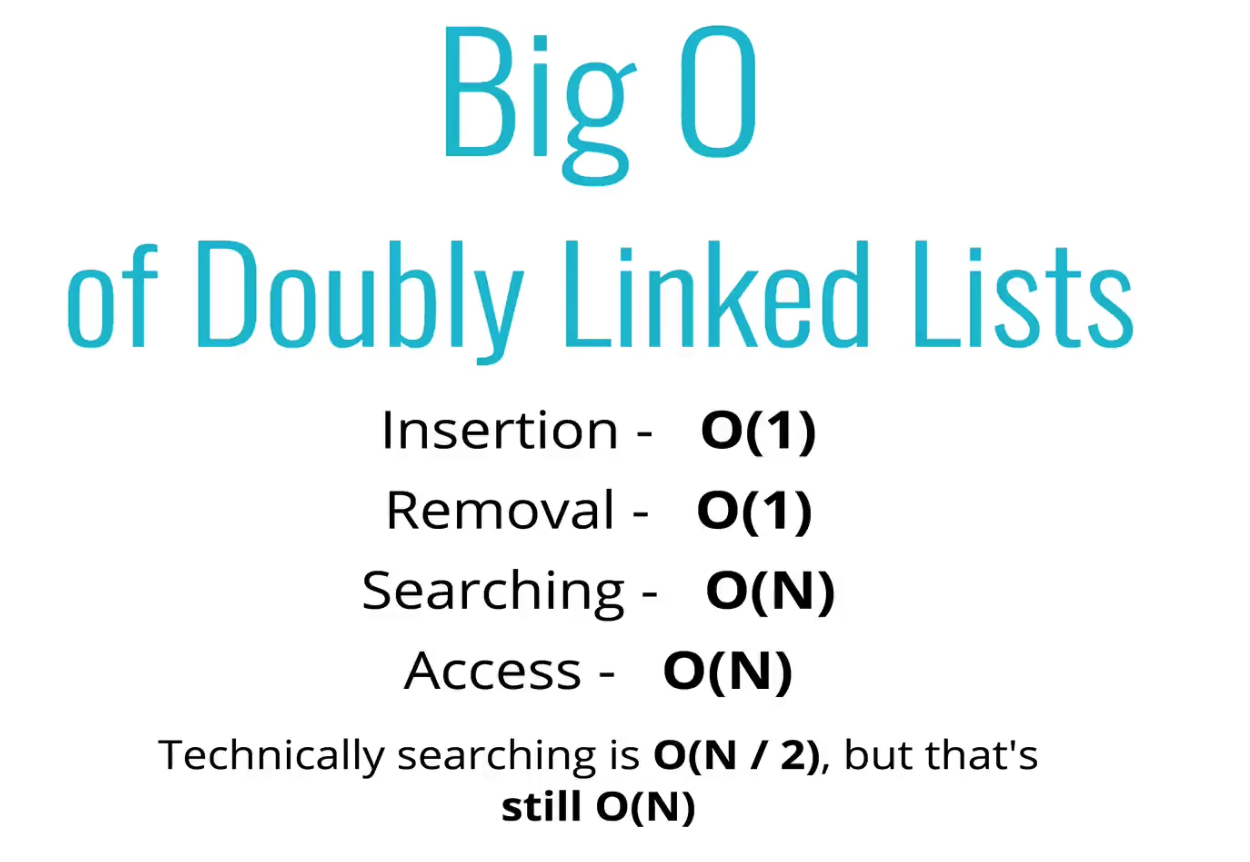 Big O
of Doubly Linked Lists
Insertion - O(1)
Removal - O(1)
Searching - O(N)
Access - O(N)
Technically searching is O(N / 2), but that's
still O(N)